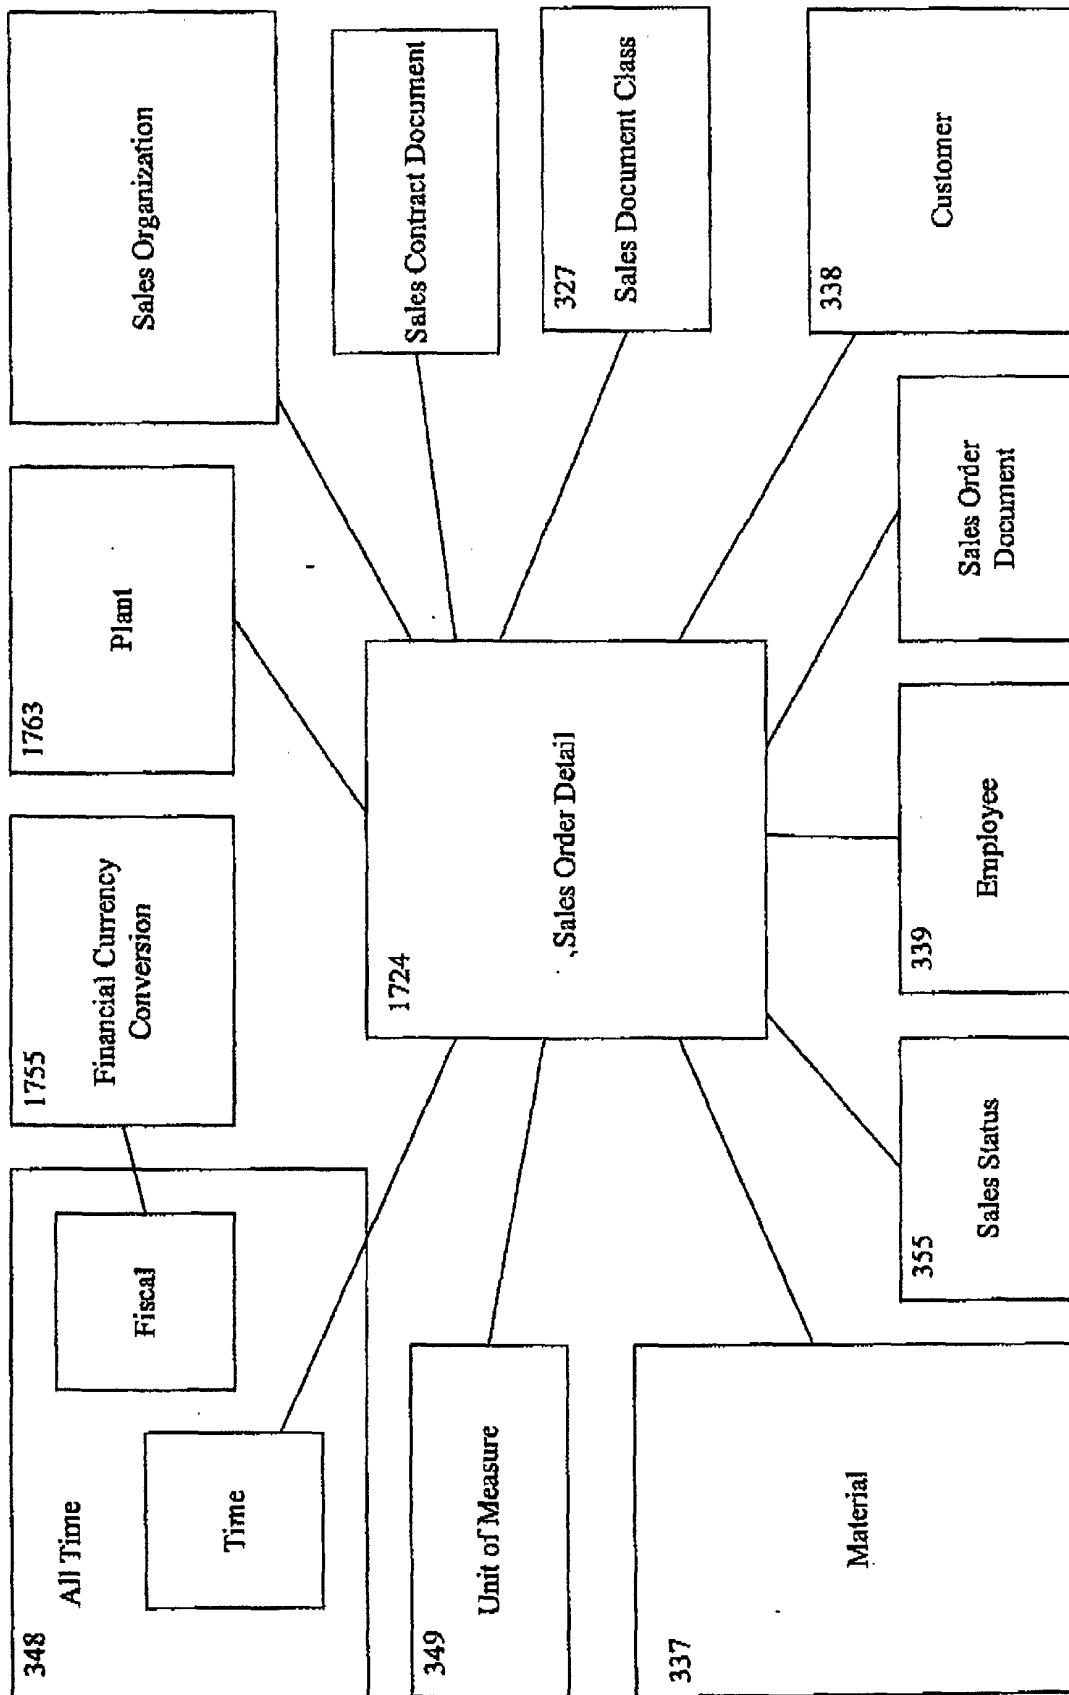 348
All Time
Fiscal
Time
1755
Financial Currency
Conversion
1763
Plant
Sales Organization
349
Unit of Measure
1724
Sales Order Detail
Sales Contract Document
327
Sales Document Class
337
Material
355
Sales Status
339
Employee
Sales Order
Document
338
Customer